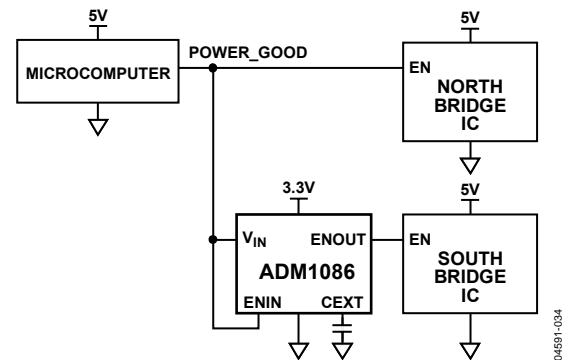 5V
MICROCOMPUTER
POWER_GOOD
5V
EN
NORTH
BRIDGE
IC
3.3V
VIN
ENOUT
ADM1086
ENIN
CEXT
5V
EN
SOUTH
BRIDGE
IC
04591-034